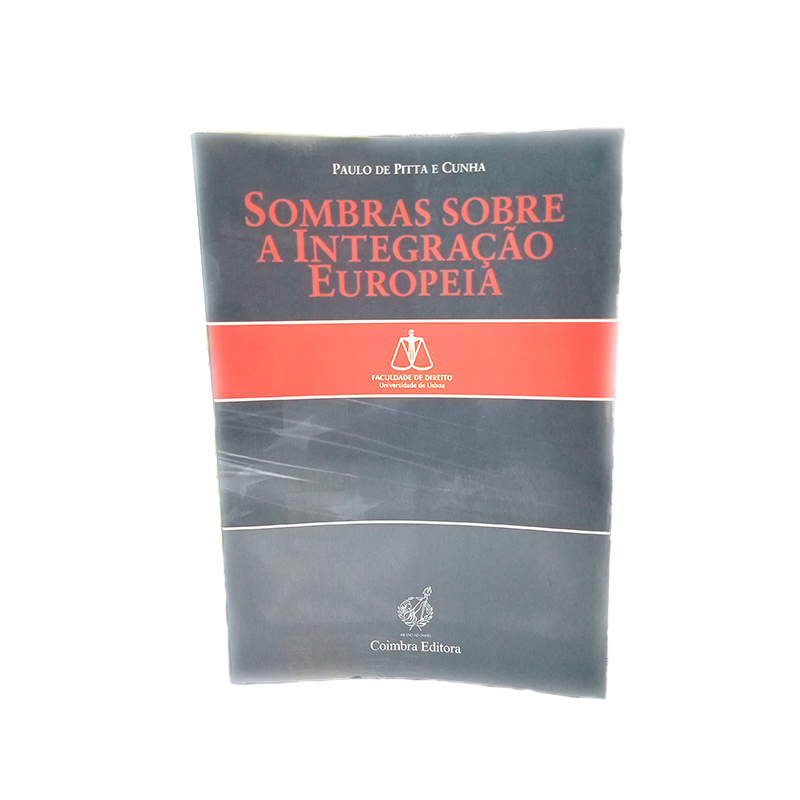 PAULO DE PITTA E CUNHA
SOMBRAS SOBRE
A INTEGRAÇÃO
EUROPEIA
FACULDADE DE DIREITO
Universidade de Lisboa
Coimbra Editora